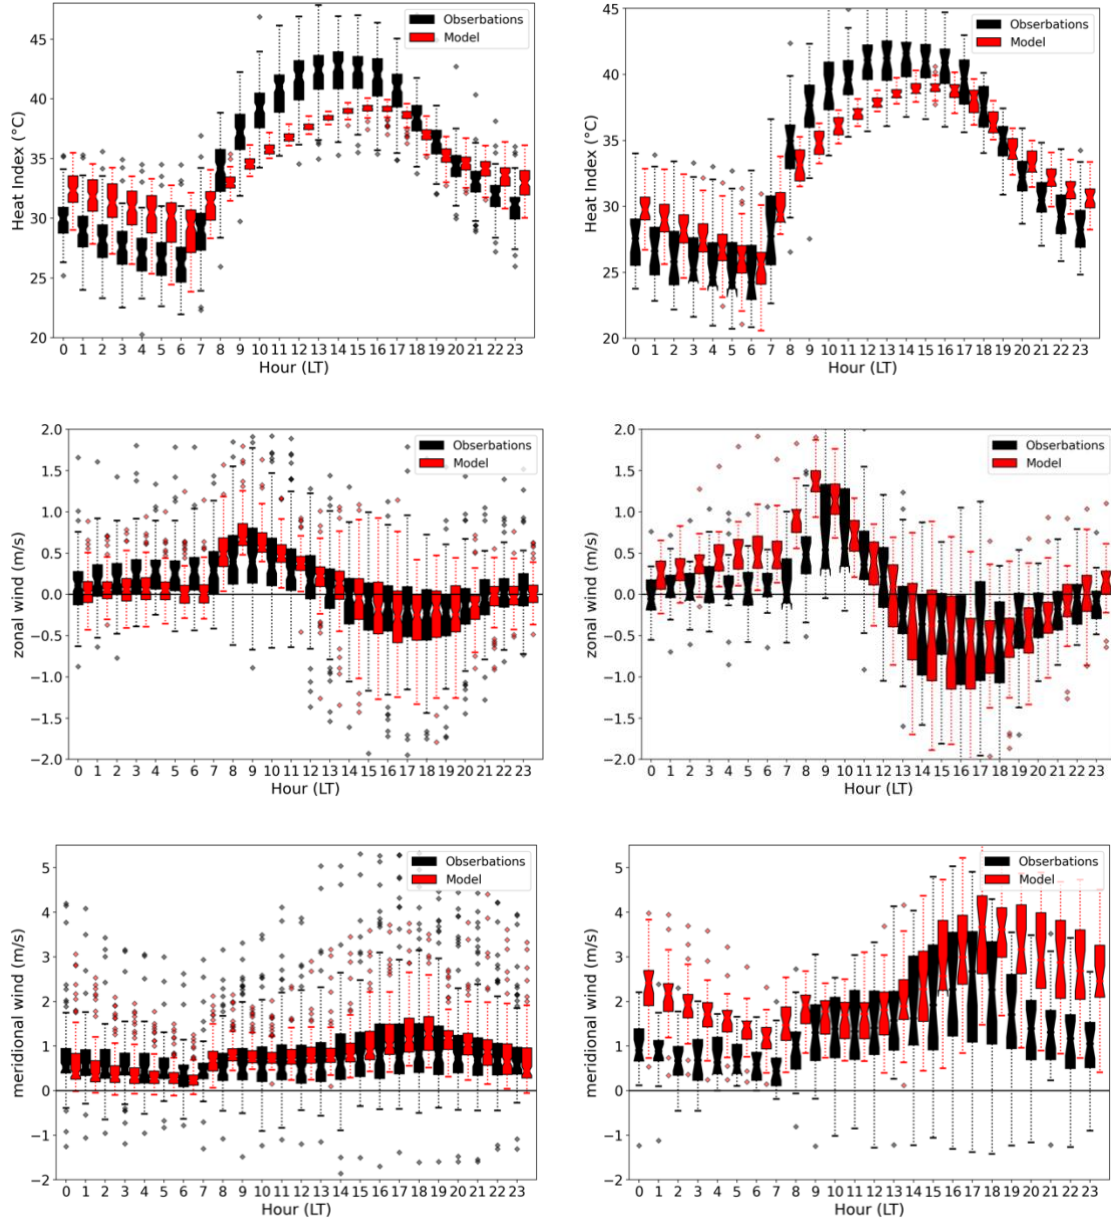 45
40
35
30
25
20
Heat Index (°C)
Obserbations
Model
0 1 2 3 4 5 6 7 8 9 10 11 12 13 14 15 16 17 18 19 20 21 22 23
Hour (LT)
45
40
35
30
25
20
Heat Index (°C)
Obserbations
Model
0 1 2 3 4 5 6 7 8 9 10 11 12 13 14 15 16 17 18 19 20 21 22 23
Hour (LT)
2.0
1.5
1.0
0.5
0.0
−0.5
−1.0
−1.5
−2.0
zonal wind (m/s)
Obserbations
Model
0 1 2 3 4 5 6 7 8 9 10 11 12 13 14 15 16 17 18 19 20 21 22 23
Hour (LT)
2.0
1.5
1.0
0.5
0.0
−0.5
−1.0
−1.5
−2.0
zonal wind (m/s)
Obserbations
Model
0 1 2 3 4 5 6 7 8 9 10 11 12 13 14 15 16 17 18 19 20 21 22 23
Hour (LT)
5
4
3
2
1
0
−1
−2
meridional wind (m/s)
Obserbations
Model
0 1 2 3 4 5 6 7 8 9 10 11 12 13 14 15 16 17 18 19 20 21 22 23
Hour (LT)
5
4
3
2
1
0
−1
−2
meridional wind (m/s)
Obserbations
Model
0 1 2 3 4 5 6 7 8 9 10 11 12 13 14 15 16 17 18 19 20 21 22 23
Hour (LT)